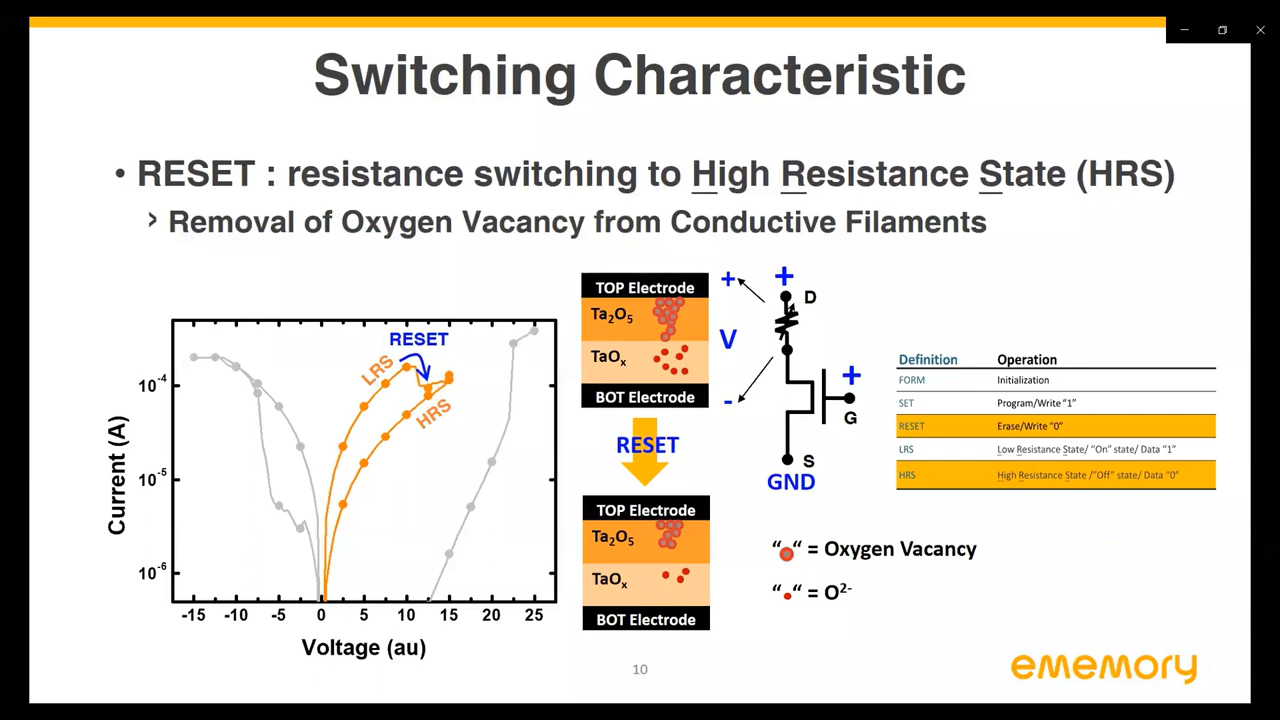 Switching Characteristic
• RESET : resistance switching to High Resistance State (HRS)
› Removal of Oxygen Vacancy from Conductive Filaments
Current (A)
10⁻⁴
10⁻⁵
10⁻⁶
-15 -10 -5 0 5 10 15 20 25
Voltage (au)
RESET
LRS
HRS
TOP Electrode
Ta₂O₅
TaOₓ
BOT Electrode
RESET
TOP Electrode
Ta₂O₅
TaOₓ
BOT Electrode
+
V
-
+
D
+
G
S
GND
Definition Operation
FORM Initialization
SET Program/Write “1”
RESET Erase/Write “0”
LRS Low Resistance State/ “On” state/ Data “1”
HRS High Resistance State /“Off” state/ Data “0”
“ “ = Oxygen Vacancy
“ “ = O²⁻
10
ememory